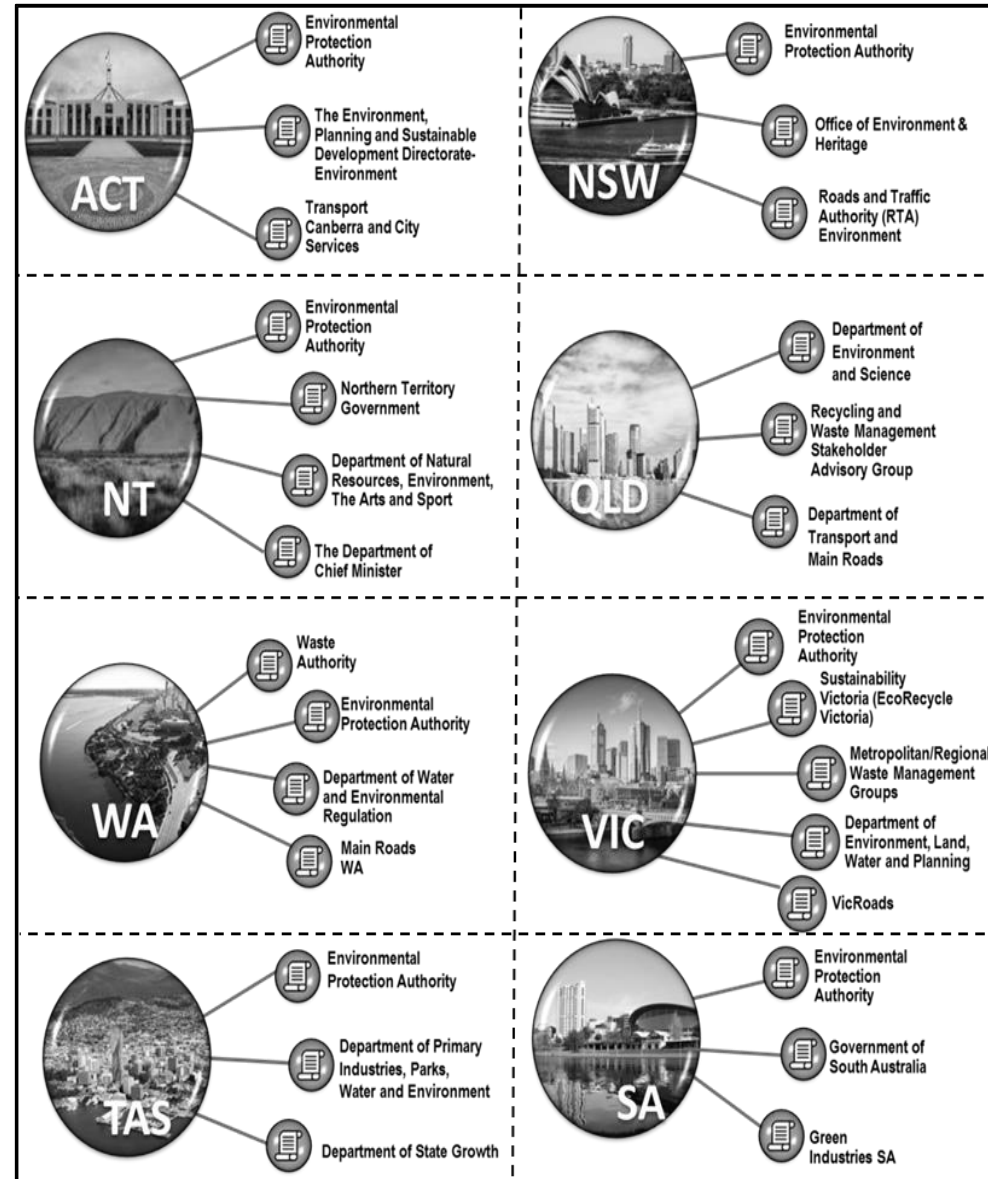 ACT
Environmental
Protection
Authority
The Environment,
Planning and Sustainable
Development Directorate-
Environment
Transport
Canberra and City
Services
NSW
Environmental
Protection Authority
Office of Environment &
Heritage
Roads and Traffic
Authority (RTA)
Environment
NT
Environmental
Protection
Authority
Northern Territory
Government
Department of Natural
Resources, Environment,
The Arts and Sport
The Department of
Chief Minister
QLD
Department of
Environment
and Science
Recycling and
Waste Management
Stakeholder
Advisory Group
Department of
Transport and
Main Roads
WA
Waste
Authority
Environmental
Protection Authority
Department of Water
and Environmental
Regulation
Main Roads
WA
VIC
Environmental
Protection
Authority
Sustainability
Victoria (EcoRecycle
Victoria)
Metropolitan/Regional
Waste Management
Groups
Department of
Environment, Land,
Water and Planning
VicRoads
TAS
Environmental
Protection Authority
Department of Primary
Industries, Parks,
Water and Environment
Department of State Growth
SA
Environmental
Protection
Authority
Government of
South Australia
Green
Industries SA